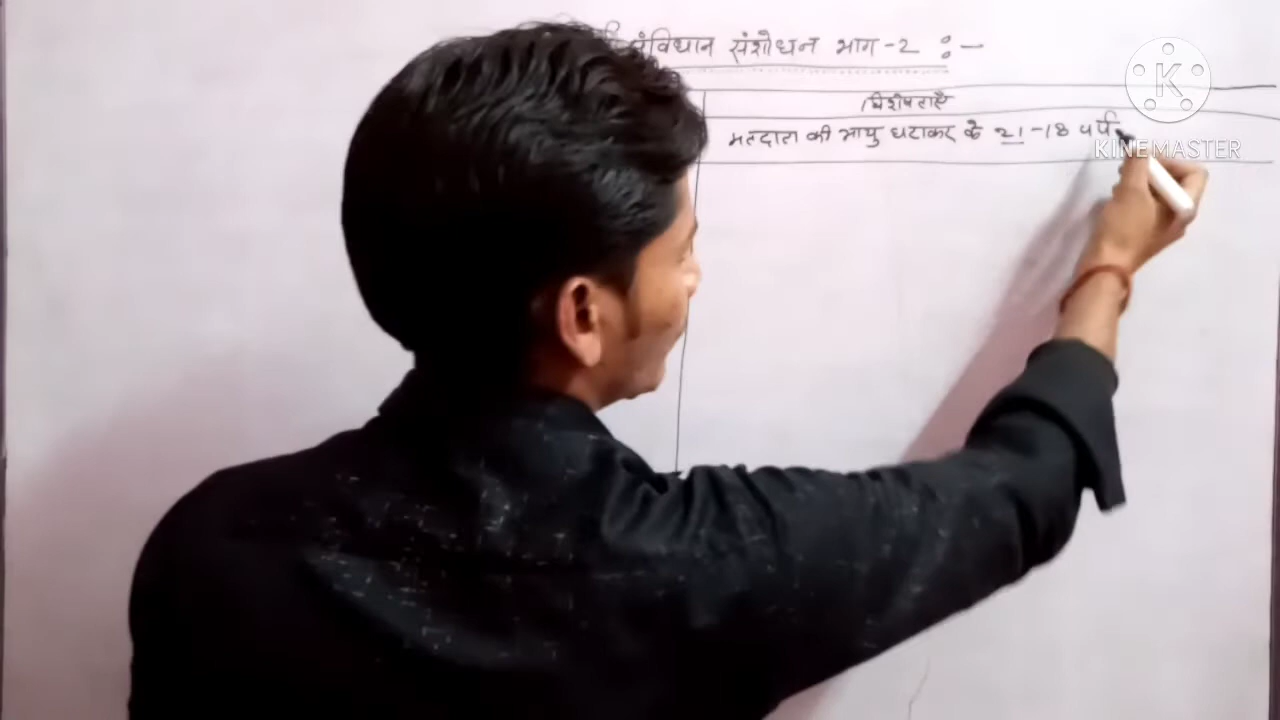 संविधान संशोधन भाग-2 :-
विशेषताएँ
मतदाता की आयु घटाकर के 21-18 वर्ष
K
KINEMASTER